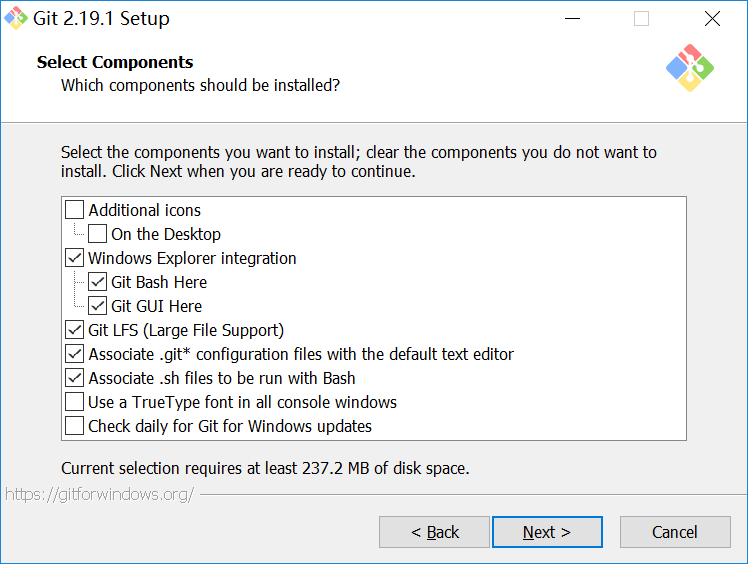 Git 2.19.1 Setup
Select Components
Which components should be installed?
Select the components you want to install; clear the components you do not want to
install. Click Next when you are ready to continue.
Additional icons
On the Desktop
Windows Explorer integration
Git Bash Here
Git GUI Here
Git LFS (Large File Support)
Associate .git* configuration files with the default text editor
Associate .sh files to be run with Bash
Use a TrueType font in all console windows
Check daily for Git for Windows updates
Current selection requires at least 237.2 MB of disk space.
https://gitforwindows.org/
< Back Next > Cancel